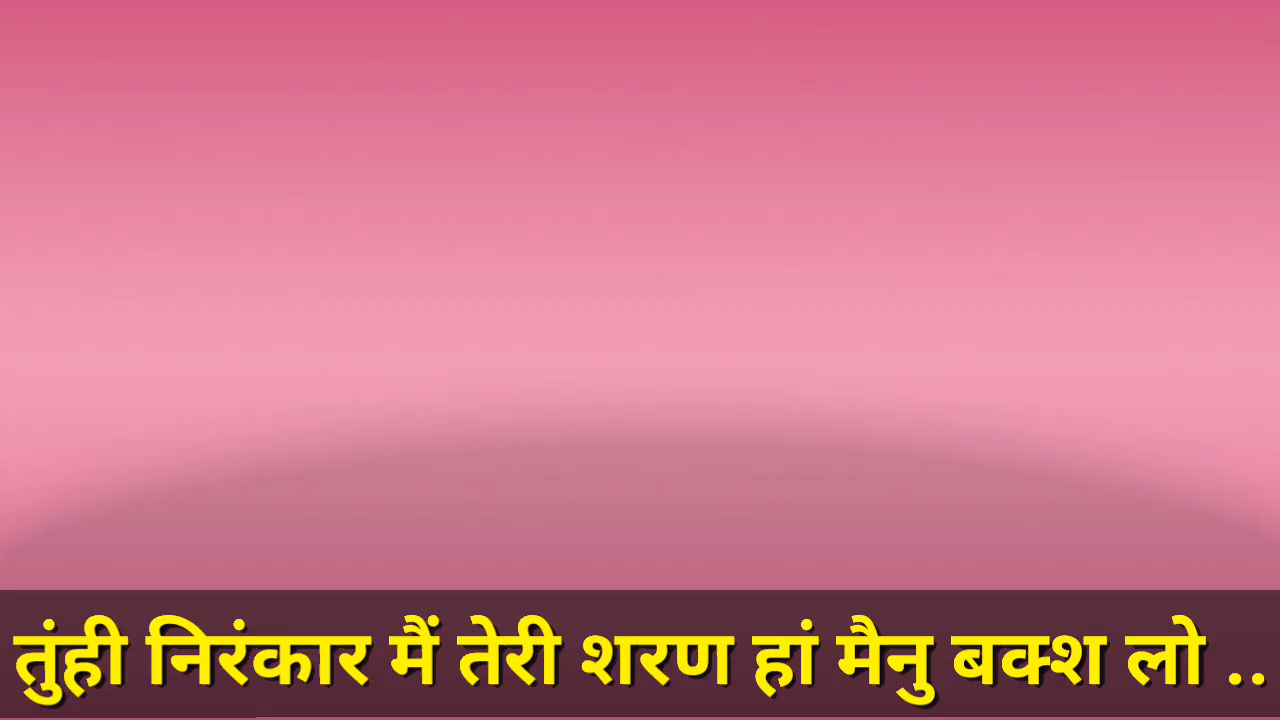 तुंही निरंकार मैं तेरी शरण हां मैनु बक्श लो ..